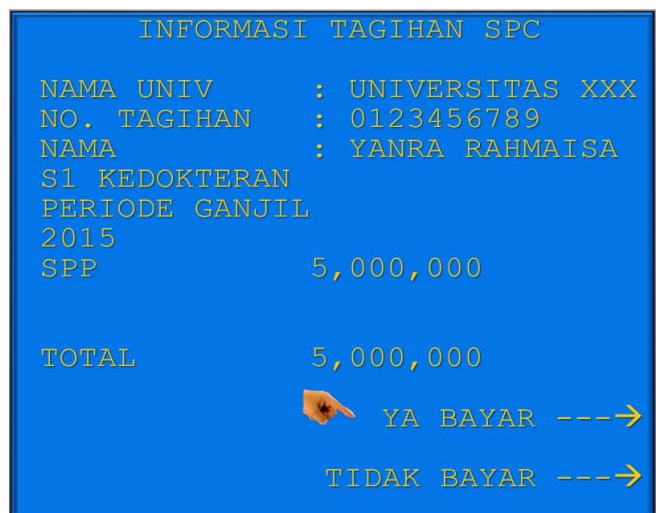 INFORMASI TAGIHAN SPC
NAMA UNIV : UNIVERSITAS XXX
NO. TAGIHAN : 0123456789
NAMA : YANRA RAHMAISA
S1 KEDOKTERAN
PERIODE GANJIL
2015
SPP 5,000,000
TOTAL 5,000,000
YA BAYAR --->
TIDAK BAYAR --->